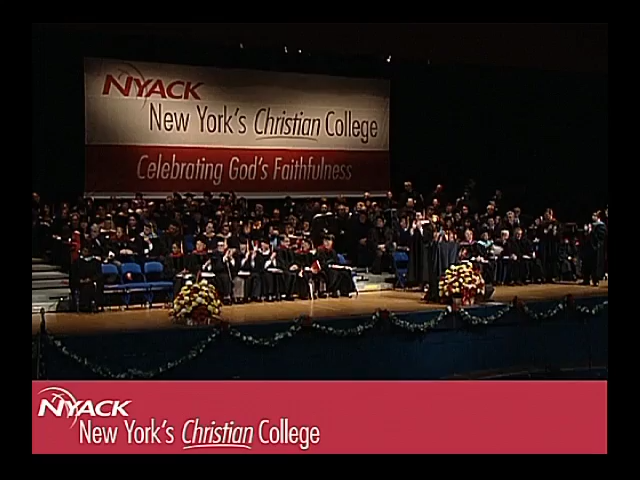 NYACK
New York's Christian College
Celebrating God's Faithfulness
NYACK
New York's Christian College